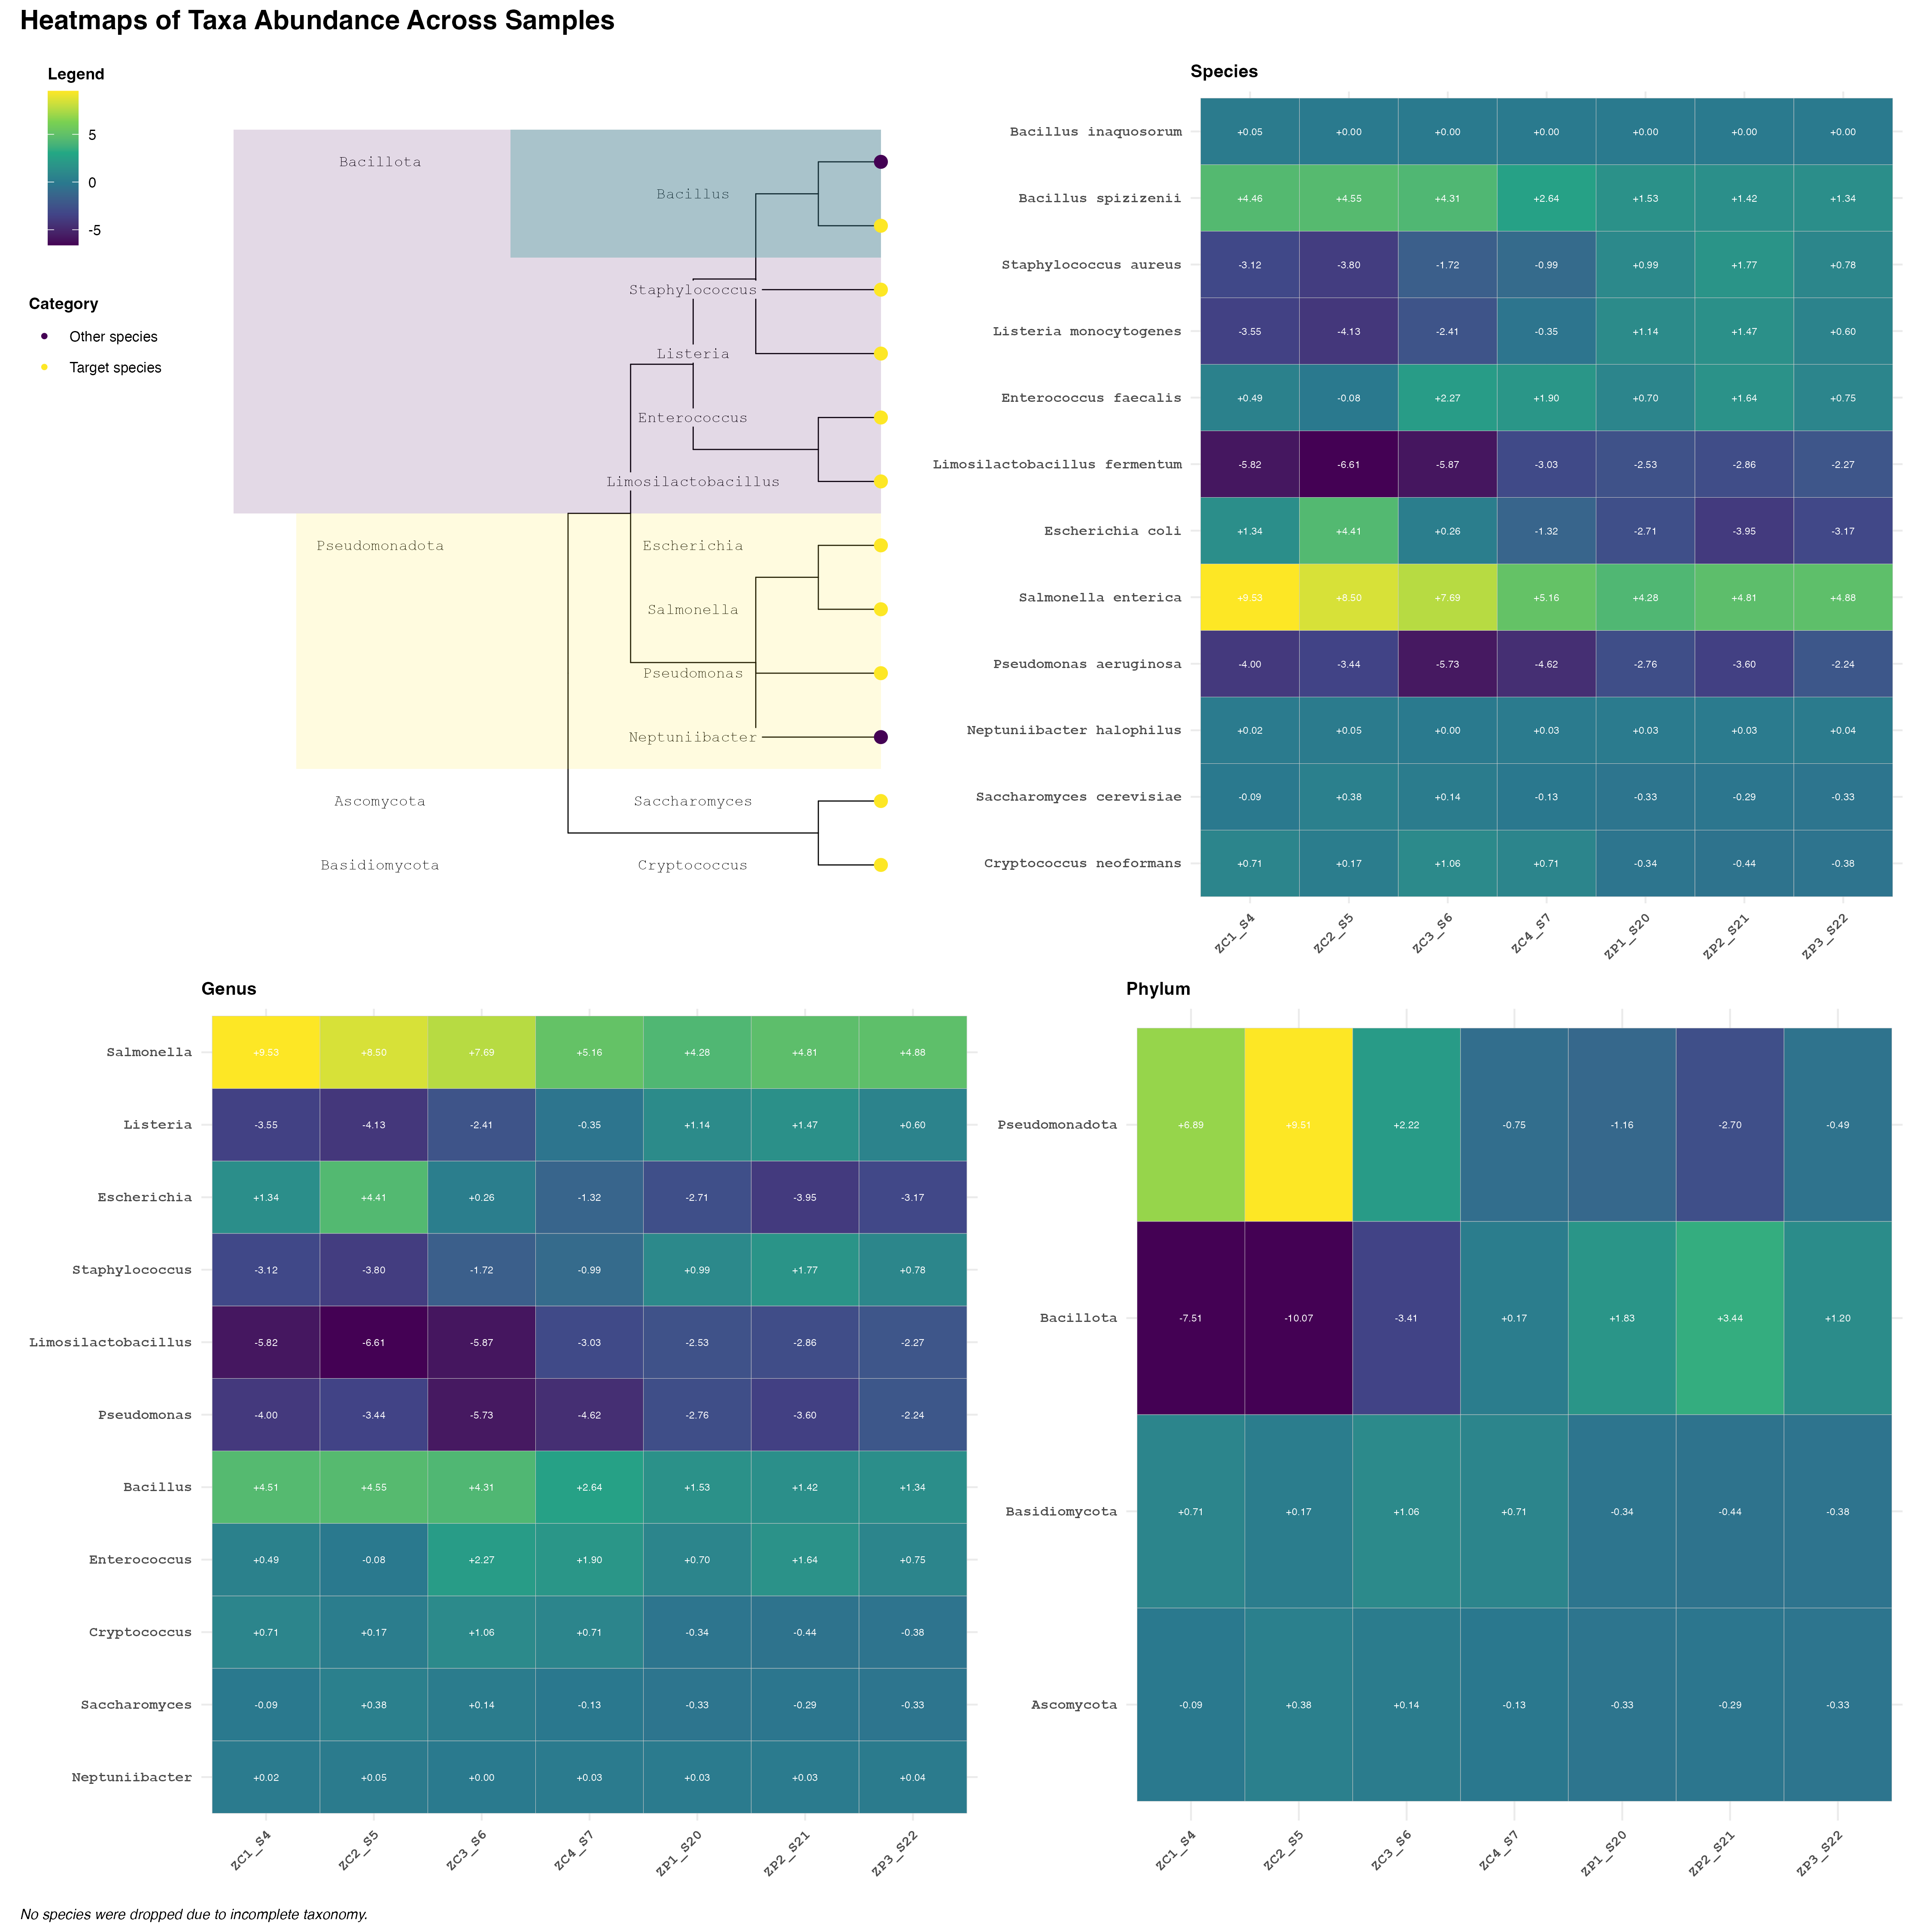 Heatmaps of Taxa Abundance Across Samples
Legend
5
0
-5
Category
Other species
Target species
Bacillota
Bacillus
Staphylococcus
Listeria
Enterococcus
Limosilactobacillus
Pseudomonadota
Escherichia
Salmonella
Pseudomonas
Neptuniibacter
Ascomycota
Saccharomyces
Basidiomycota
Cryptococcus
Species
Bacillus inaquosorum +0.05 +0.00 +0.00 +0.00 +0.00 +0.00 +0.00
Bacillus spizizenii +4.46 +4.55 +4.31 +2.64 +1.53 +1.42 +1.34
Staphylococcus aureus -3.12 -3.80 -1.72 -0.99 +0.99 +1.77 +0.78
Listeria monocytogenes -3.55 -4.13 -2.41 -0.35 +1.14 +1.47 +0.60
Enterococcus faecalis +0.49 -0.08 +2.27 +1.90 +0.70 +1.64 +0.75
Limosilactobacillus fermentum -5.82 -6.61 -5.87 -3.03 -2.53 -2.86 -2.27
Escherichia coli +1.34 +4.41 +0.26 -1.32 -2.71 -3.95 -3.17
Salmonella enterica +9.53 +8.50 +7.69 +5.16 +4.28 +4.81 +4.88
Pseudomonas aeruginosa -4.00 -3.44 -5.73 -4.62 -2.76 -3.60 -2.24
Neptuniibacter halophilus +0.02 +0.05 +0.00 +0.03 +0.03 +0.03 +0.04
Saccharomyces cerevisiae -0.09 +0.38 +0.14 -0.13 -0.33 -0.29 -0.33
Cryptococcus neoformans +0.71 +0.17 +1.06 +0.71 -0.34 -0.44 -0.38
ZC1_S4 ZC2_S5 ZC3_S6 ZC4_S7 ZP1_S20 ZP2_S21 ZP3_S22
Genus
Salmonella +9.53 +8.50 +7.69 +5.16 +4.28 +4.81 +4.88
Listeria -3.55 -4.13 -2.41 -0.35 +1.14 +1.47 +0.60
Escherichia +1.34 +4.41 +0.26 -1.32 -2.71 -3.95 -3.17
Staphylococcus -3.12 -3.80 -1.72 -0.99 +0.99 +1.77 +0.78
Limosilactobacillus -5.82 -6.61 -5.87 -3.03 -2.53 -2.86 -2.27
Pseudomonas -4.00 -3.44 -5.73 -4.62 -2.76 -3.60 -2.24
Bacillus +4.51 +4.55 +4.31 +2.64 +1.53 +1.42 +1.34
Enterococcus +0.49 -0.08 +2.27 +1.90 +0.70 +1.64 +0.75
Cryptococcus +0.71 +0.17 +1.06 +0.71 -0.34 -0.44 -0.38
Saccharomyces -0.09 +0.38 +0.14 -0.13 -0.33 -0.29 -0.33
Neptuniibacter +0.02 +0.05 +0.00 +0.03 +0.03 +0.03 +0.04
ZC1_S4 ZC2_S5 ZC3_S6 ZC4_S7 ZP1_S20 ZP2_S21 ZP3_S22
Phylum
Pseudomonadota +6.89 +9.51 +2.22 -0.75 -1.16 -2.70 -0.49
Bacillota -7.51 -10.07 -3.41 +0.17 +1.83 +3.44 +1.20
Basidiomycota +0.71 +0.17 +1.06 +0.71 -0.34 -0.44 -0.38
Ascomycota -0.09 +0.38 +0.14 -0.13 -0.33 -0.29 -0.33
ZC1_S4 ZC2_S5 ZC3_S6 ZC4_S7 ZP1_S20 ZP2_S21 ZP3_S22
No species were dropped due to incomplete taxonomy.